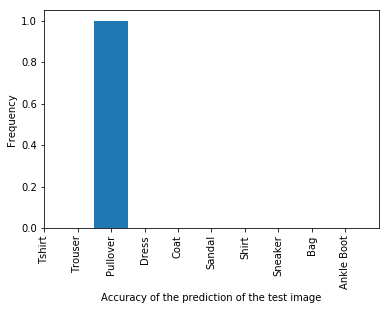 1.0
0.8
0.6
0.4
0.2
0.0
Frequency
Tshirt
Trouser
Pullover
Dress
Coat
Sandal
Shirt
Sneaker
Bag
Ankle Boot
Accuracy of the prediction of the test image